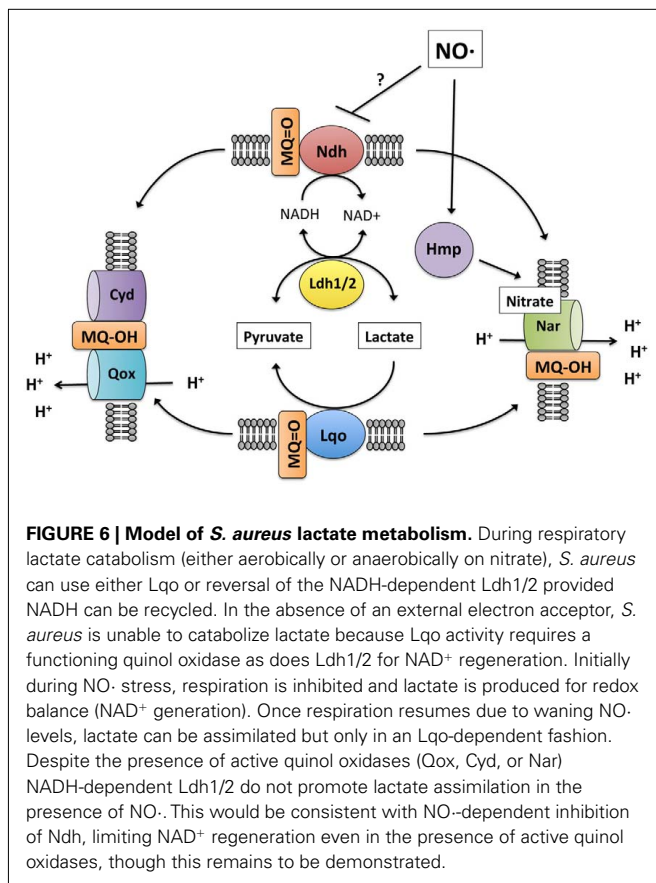 NO·
?
MQ=O
Ndh
NADH
NAD+
Hmp
Cyd
Ldh1/2
Nitrate
MQ-OH
Pyruvate
Lactate
H⁺
Nar
H⁺
H⁺
H⁺
H⁺
Qox
H⁺
MQ-OH
H⁺
H⁺
MQ=O
Lqo
FIGURE 6 | Model of S. aureus lactate metabolism. During respiratory
lactate catabolism (either aerobically or anaerobically on nitrate), S. aureus
can use either Lqo or reversal of the NADH-dependent Ldh1/2 provided
NADH can be recycled. In the absence of an external electron acceptor, S.
aureus is unable to catabolize lactate because Lqo activity requires a
functioning quinol oxidase as does Ldh1/2 for NAD⁺ regeneration. Initially
during NO· stress, respiration is inhibited and lactate is produced for redox
balance (NAD⁺ generation). Once respiration resumes due to waning NO·
levels, lactate can be assimilated but only in an Lqo-dependent fashion.
Despite the presence of active quinol oxidases (Qox, Cyd, or Nar)
NADH-dependent Ldh1/2 do not promote lactate assimilation in the
presence of NO·. This would be consistent with NO·-dependent inhibition
of Ndh, limiting NAD⁺ regeneration even in the presence of active quinol
oxidases, though this remains to be demonstrated.